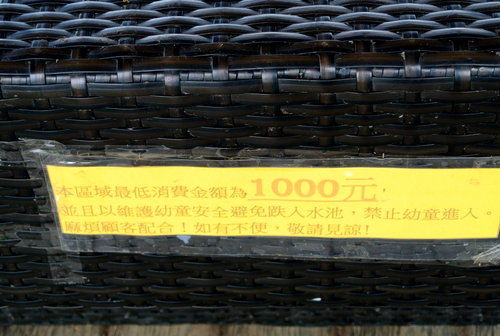 本區域最低消費金額為1000元!
並且以維護幼童安全避免跌入水池，禁止幼童進入。
麻煩顧客配合！如有不便，敬請見諒!